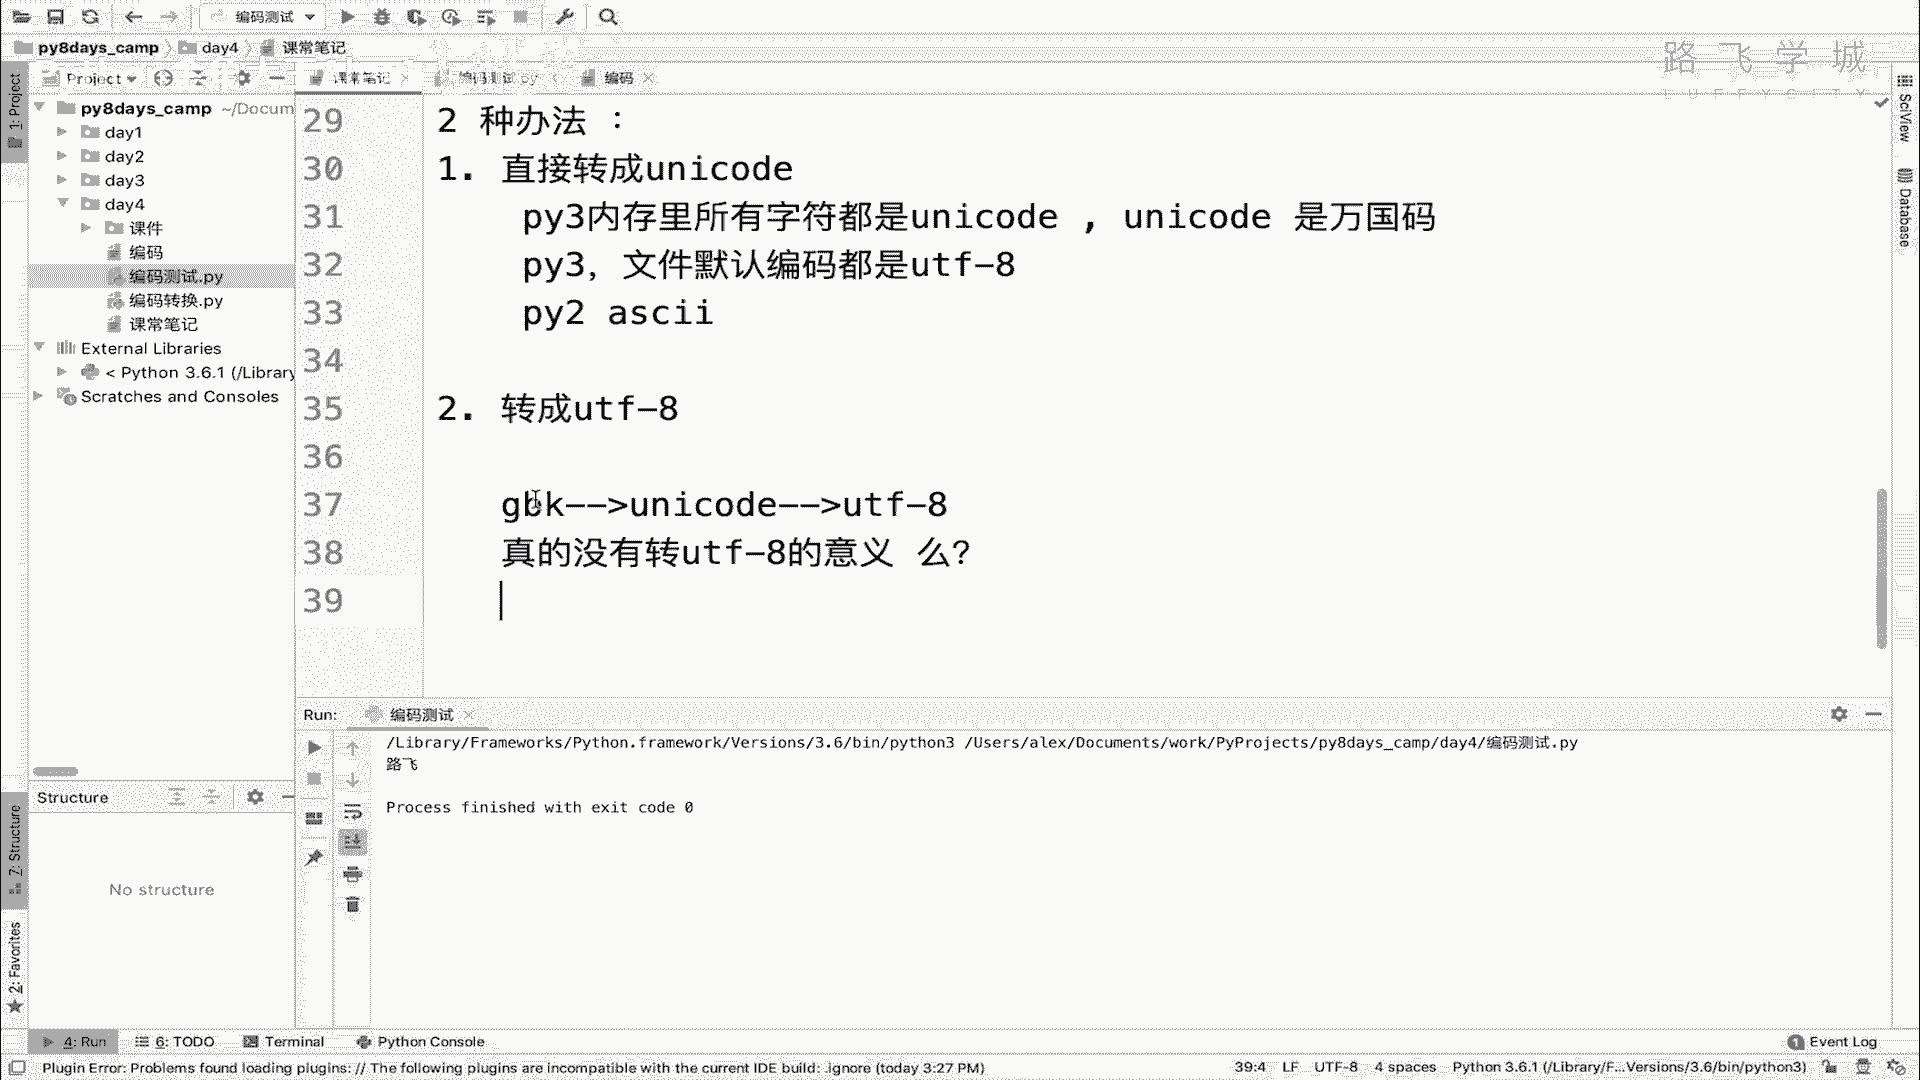 编码测试
py8days_camp day4 课常笔记
路飞学城
LUFFYCITY
1: Project
Project
课常笔记 编码测试.py 编码
py8days_camp ~/Docum
day1
day2
day3
day4
课件
编码
编码测试.py
编码转换.py
课常笔记
External Libraries
< Python 3.6.1 (/Library
Scratches and Consoles
29 2 种办法 :
30 1. 直接转成unicode
31 py3内存里所有字符都是unicode , unicode 是万国码
32 py3, 文件默认编码都是utf-8
33 py2 ascii
34
35 2. 转成utf-8
36
37 gbk-->unicode-->utf-8
38 真的没有转utf-8的意义 么?
39
SciView
Database
Structure
No structure
7: Structure
2: Favorites
Run: 编码测试
/Library/Frameworks/Python.framework/Versions/3.6/bin/python3 /Users/alex/Documents/work/PyProjects/py8days_camp/day4/编码测试.py
路飞
Process finished with exit code 0
4: Run 6: TODO Terminal Python Console 1 Event Log
Plugin Error: Problems found loading plugins: // The following plugins are incompatible with the current IDE build: .ignore (today 3:27 PM) 39:4 LF UTF-8 4 spaces Python 3.6.1 (/Library/F...Versions/3.6/bin/python3)